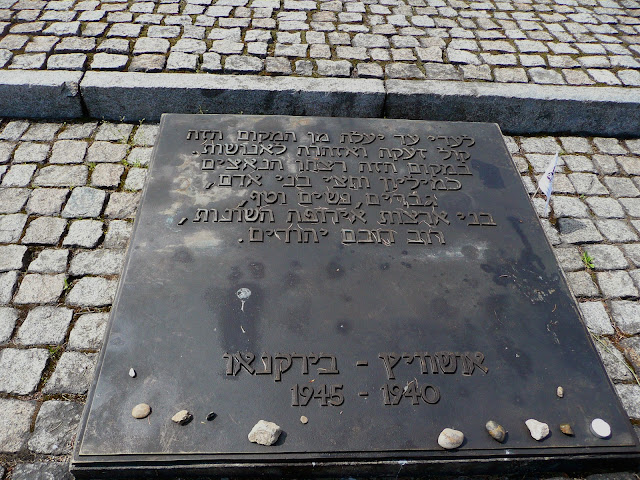 לעדי עד יעלה מן המקום הזה
קול זעקה ואזהרה לאנושות.
במקום הזה רצחו הנאצים
כמיליון וחצי בני אדם,
גברים, נשים וטף,
בני ארצות אירופה השונות,
רוב רובם יהודים.
אושוויץ - בירקנאו
1940 - 1945